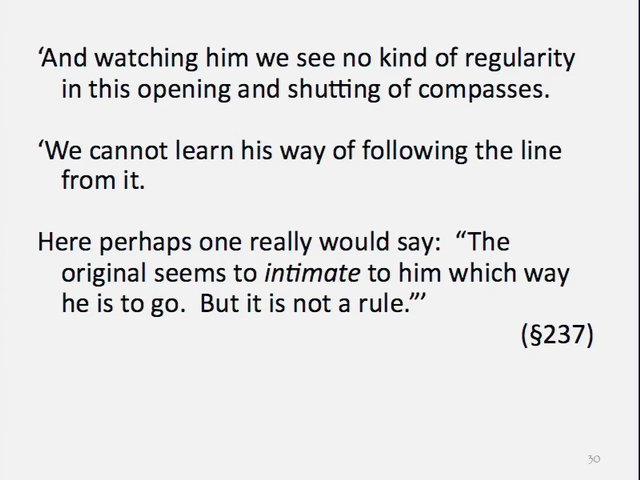 ‘And watching him we see no kind of regularity
in this opening and shutting of compasses.
‘We cannot learn his way of following the line
from it.
Here perhaps one really would say: “The
original seems to intimate to him which way
he is to go. But it is not a rule.”’
(§237)
30